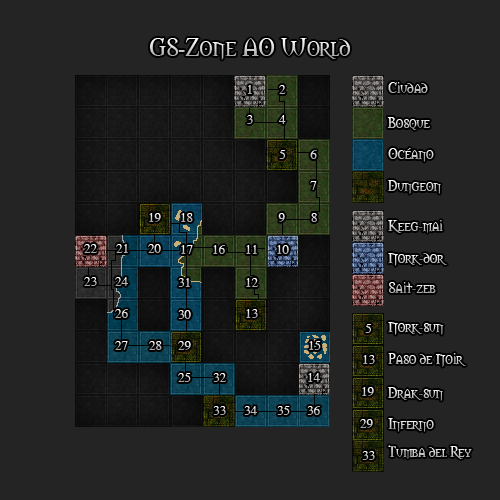 GS-Zone AO World
1 2 Ciudad
3 4 Bosque
5 6 Océano
7 Dungeon
19 18 9 8 Keeg-mai
22 21 20 17 16 11 10 Nork-dor
23 24 31 12 Sait-zeb
26 30 13 5 Nork-sun
27 28 29 15 13 Paso de Noir
25 32 14 19 Drak-sun
33 34 35 36 29 Inferno
33 Tumba del Rey